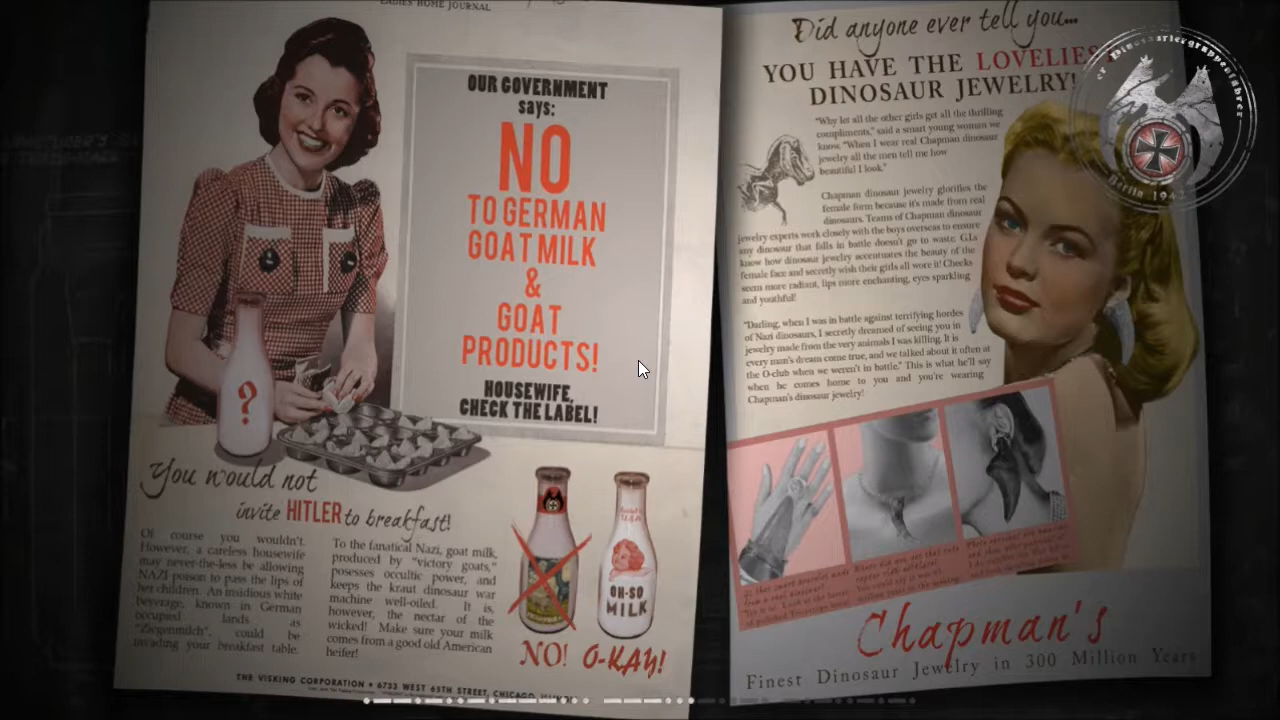 LADIES HOME JOURNAL
OUR GOVERNMENT
says:
NO
TO GERMAN
GOAT MILK
&
GOAT
PRODUCTS!
HOUSEWIFE,
CHECK THE LABEL!
?
You would not
invite HITLER to breakfast!
Of course you wouldn't.
However, a careless housewife
may never-the-less be allowing
NAZI poison to pass the lips of
her children. An insidious white
beverage, known in German
occupied lands as
"Ziegenmilch", could be
invading your breakfast table.
To the fanatical Nazi, goat milk,
produced by "victory goats,"
posesses occultic power, and
keeps the kraut dinosaur war
machine well-oiled. It is,
however, the nectar of the
wicked! Make sure your milk
comes from a good old American
heifer!
OH-SO
MILK
NO! O-KAY!
THE VISKING CORPORATION • 6733 WEST 65TH STREET, CHICAGO, ILLINOIS
Did anyone ever tell you...
YOU HAVE THE LOVELIES
DINOSAUR JEWELRY!
"Why let all the other girls get all the thrilling
compliments," said a smart young woman we
know. "When I wear real Chapman dinosaur
jewelry all the men tell me how
beautiful I look."
Chapman dinosaur jewelry glorifies the
female form because it's made from real
dinosaurs. Teams of Chapman dinosaur
jewelry experts work closely with the boys overseas to ensure
any dinosaur that falls in battle doesn't go to waste. G.I.s
know how dinosaur jewelry accentuates the beauty of the
female face and secretly wish their girls all wore it! Cheeks
seem more radiant, lips more enchanting, eyes sparkling
and youthful!
"Darling, when I was in battle against terrifying hordes
of Nazi dinosaurs, I secretly dreamed of seeing you in
jewelry made from the very animals I was killing. It is
every man's dream come true, and we talked about it often at
the O-club when we weren't in battle." This is what he'll say
when he comes home to you and you're wearing
Chapman's dinosaur jewelry!
Chapman's
Finest Dinosaur Jewelry in 300 Million Years
Berlin 194